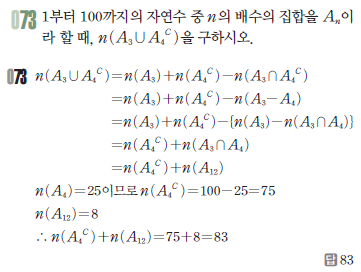 073 1부터 100까지의 자연수 중 n의 배수의 집합을 Aₙ이
라 할 때, n(A₃∪A₄ᶜ)을 구하시오.
073 n(A₃∪A₄ᶜ)=n(A₃)+n(A₄ᶜ)-n(A₃∩A₄ᶜ)
=n(A₃)+n(A₄ᶜ)-n(A₃-A₄)
=n(A₃)+n(A₄ᶜ)-{n(A₃)-n(A₃∩A₄)}
=n(A₄ᶜ)+n(A₃∩A₄)
=n(A₄ᶜ)+n(A₁₂)
n(A₄)=25이므로 n(A₄ᶜ)=100-25=75
n(A₁₂)=8
∴ n(A₄ᶜ)+n(A₁₂)=75+8=83
답 83